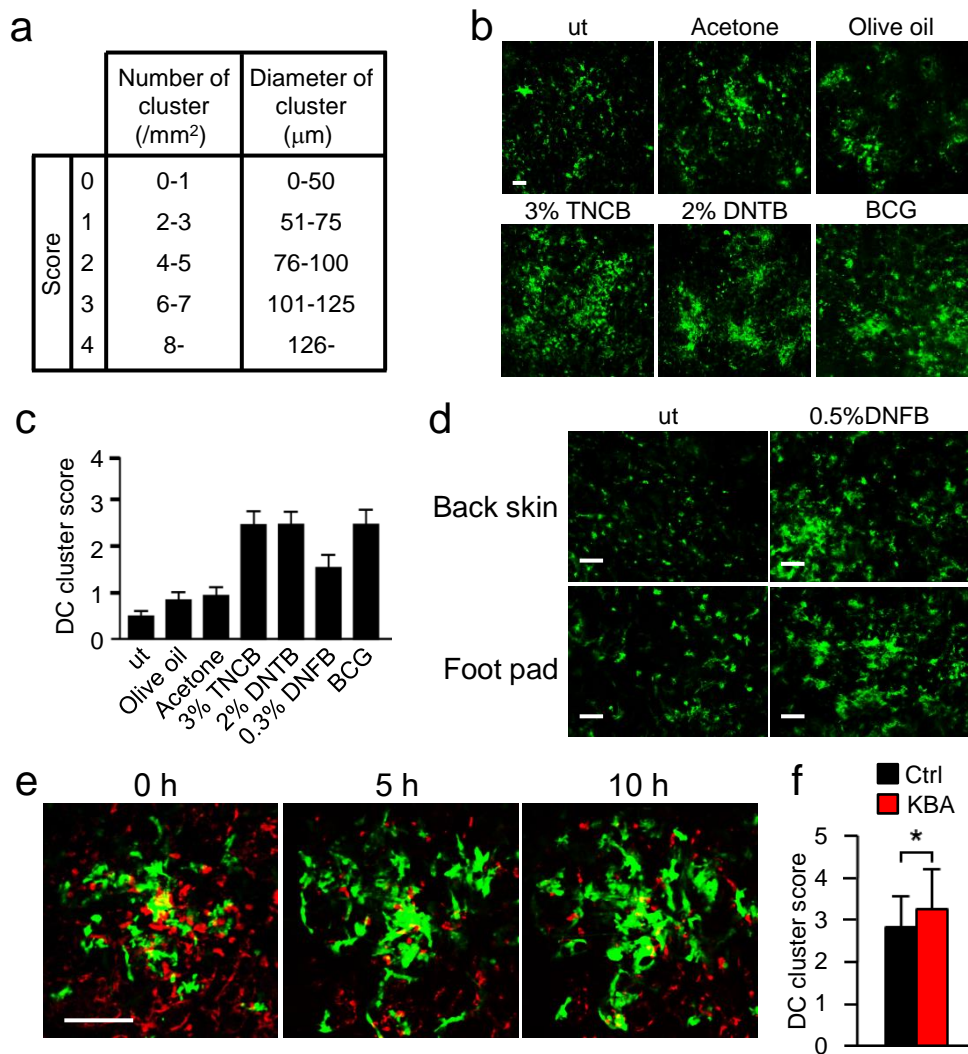 a
Number of
cluster
(/mm²)
Diameter of
cluster
(μm)
Score
0 0-1 0-50
1 2-3 51-75
2 4-5 76-100
3 6-7 101-125
4 8- 126-
b
ut Acetone Olive oil
3% TNCB 2% DNTB BCG
c
DC cluster score
4
3
2
1
0
ut
Olive oil
Acetone
3% TNCB
2% DNTB
0.3% DNFB
BCG
d
ut 0.5%DNFB
Back skin
Foot pad
e
0 h 5 h 10 h
f
Ctrl
KBA
DC cluster score
5
4
3
2
1
0
*